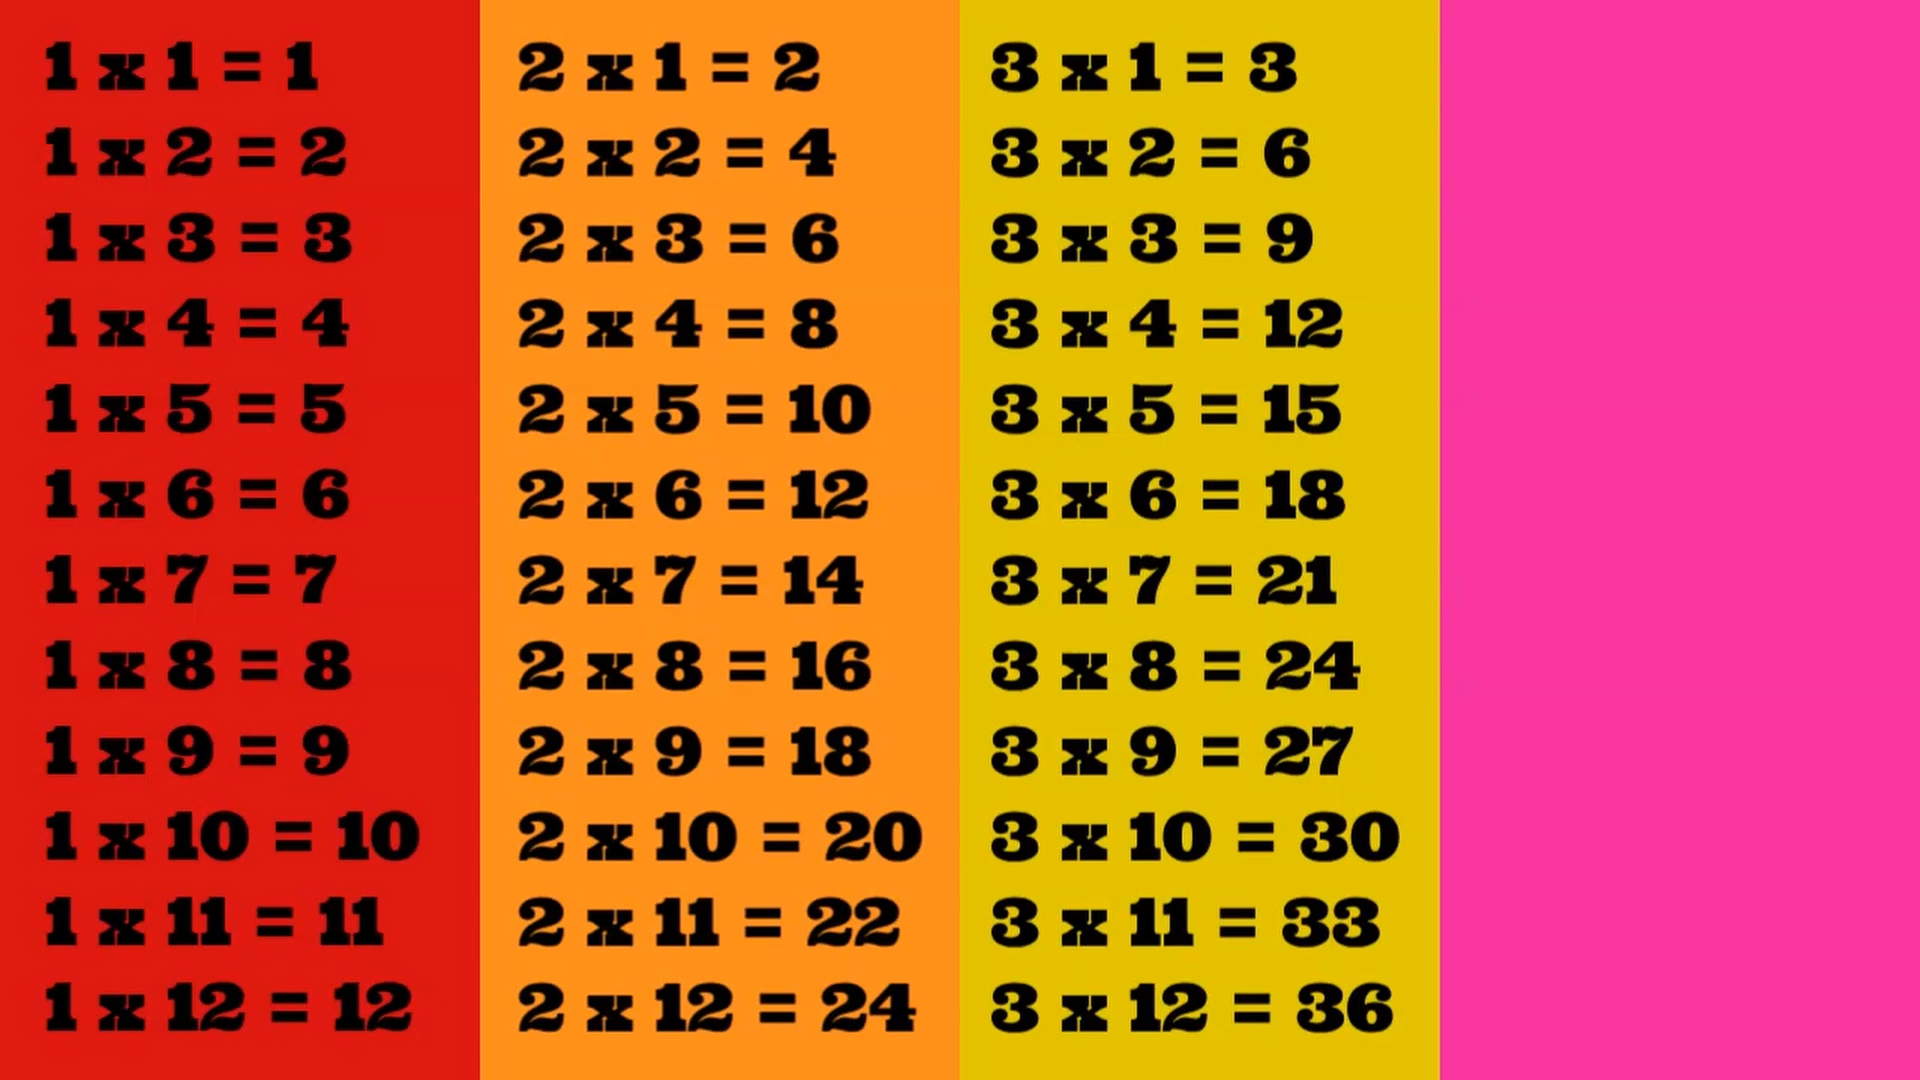 1 x 1 = 1
1 x 2 = 2
1 x 3 = 3
1 x 4 = 4
1 x 5 = 5
1 x 6 = 6
1 x 7 = 7
1 x 8 = 8
1 x 9 = 9
1 x 10 = 10
1 x 11 = 11
1 x 12 = 12
2 x 1 = 2
2 x 2 = 4
2 x 3 = 6
2 x 4 = 8
2 x 5 = 10
2 x 6 = 12
2 x 7 = 14
2 x 8 = 16
2 x 9 = 18
2 x 10 = 20
2 x 11 = 22
2 x 12 = 24
3 x 1 = 3
3 x 2 = 6
3 x 3 = 9
3 x 4 = 12
3 x 5 = 15
3 x 6 = 18
3 x 7 = 21
3 x 8 = 24
3 x 9 = 27
3 x 10 = 30
3 x 11 = 33
3 x 12 = 36